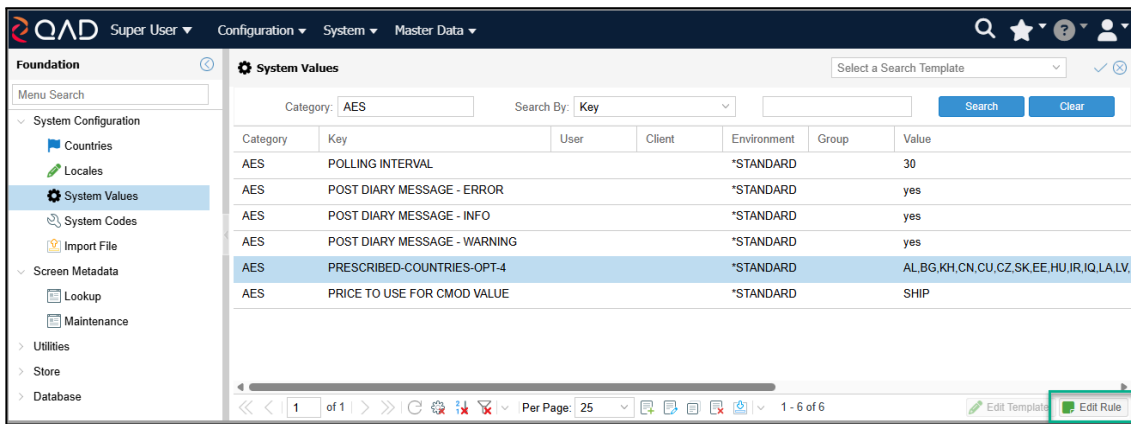 QAD Super User Configuration System Master Data
Foundation
Menu Search
System Configuration
Countries
Locales
System Values
System Codes
Import File
Screen Metadata
Lookup
Maintenance
Utilities
Store
Database
System Values Select a Search Template
Category: AES Search By: Key Search Clear
Category Key User Client Environment Group Value
AES POLLING INTERVAL *STANDARD 30
AES POST DIARY MESSAGE - ERROR *STANDARD yes
AES POST DIARY MESSAGE - INFO *STANDARD yes
AES POST DIARY MESSAGE - WARNING *STANDARD yes
AES PRESCRIBED-COUNTRIES-OPT-4 *STANDARD AL,BG,KH,CN,CU,CZ,SK,EE,HU,IR,IQ,LA,LV,
AES PRICE TO USE FOR CMOD VALUE *STANDARD SHIP
1 of 1 Per Page: 25 1 - 6 of 6 Edit Template Edit Rule